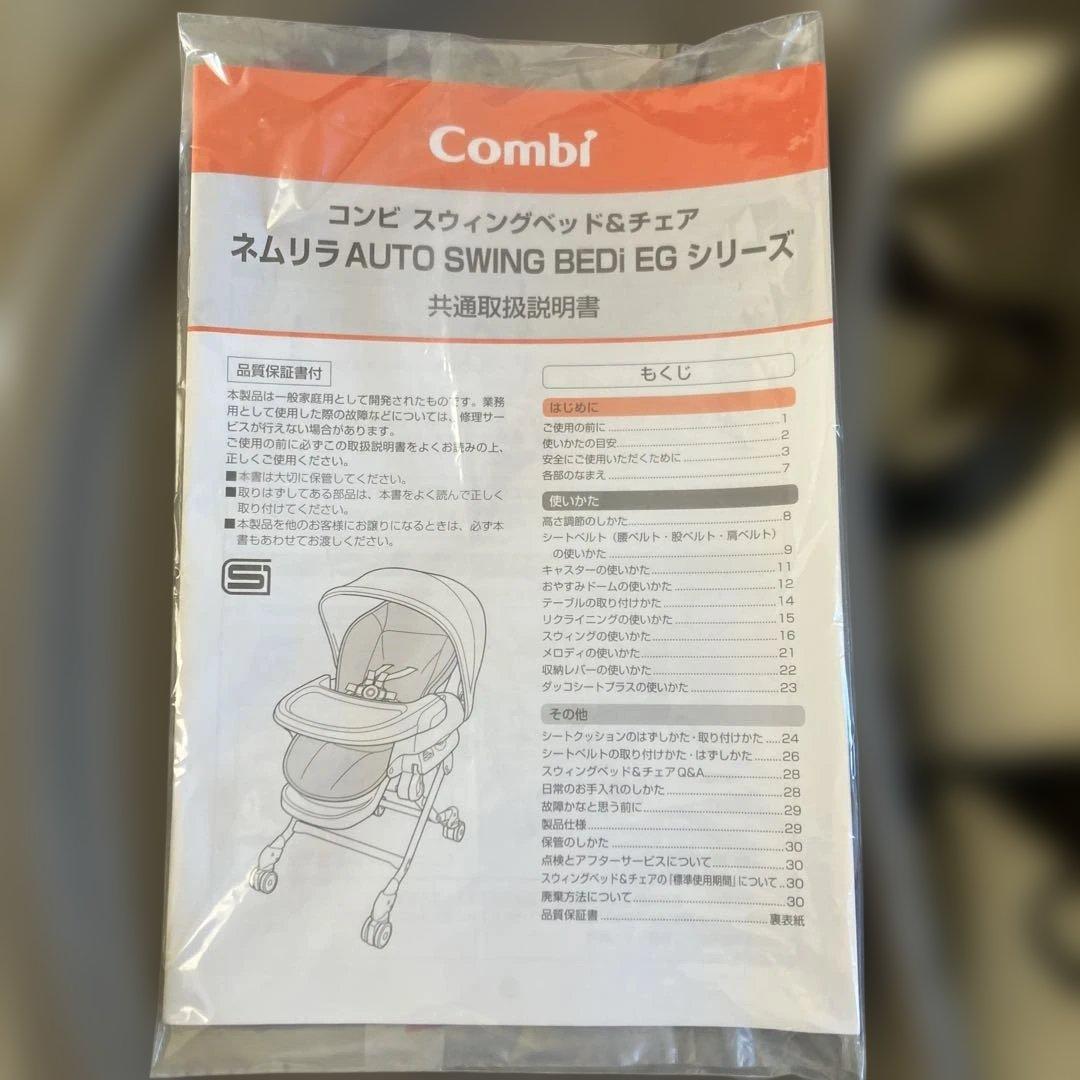 Combi
コンビ スウィングベッド&チェア
ネムリラ AUTO SWING BEDi EG シリーズ
共通取扱説明書
品質保証書付
本製品は一般家庭用として開発されたものです。業務
用として使用した際の故障などについては、修理サー
ビスが行えない場合があります。
ご使用の前に必ずこの取扱説明書をよくお読みの上、
正しくご使用ください。
■本書は大切に保管してください。
■取りはずしてある部品は、本書をよく読んで正しく
取り付けてください。
■本製品を他のお客様にお譲りになるときは、必ず本
書もあわせてお渡しください。
もくじ
はじめに
ご使用の前に 1
使いかたの目安 2
安全にご使用いただくために 3
各部のなまえ 7
使いかた
高さ調節のしかた 8
シートベルト（腰ベルト・股ベルト・肩ベルト）
の使いかた 9
キャスターの使いかた 11
おやすみドームの使いかた 12
テーブルの取り付けかた 14
リクライニングの使いかた 15
スウィングの使いかた 16
メロディの使いかた 21
収納レバーの使いかた 22
ダッコシートプラスの使いかた 23
その他
シートクッションのはずしかた・取り付けかた 24
シートベルトの取り付けかた・はずしかた 26
スウィングベッド&チェア Q&A 28
日常のお手入れのしかた 28
故障かなと思う前に 29
製品仕様 29
保管のしかた 30
点検とアフターサービスについて 30
スウィングベッド&チェアの「標準使用期間」について 30
廃棄方法について 30
品質保証書 裏表紙